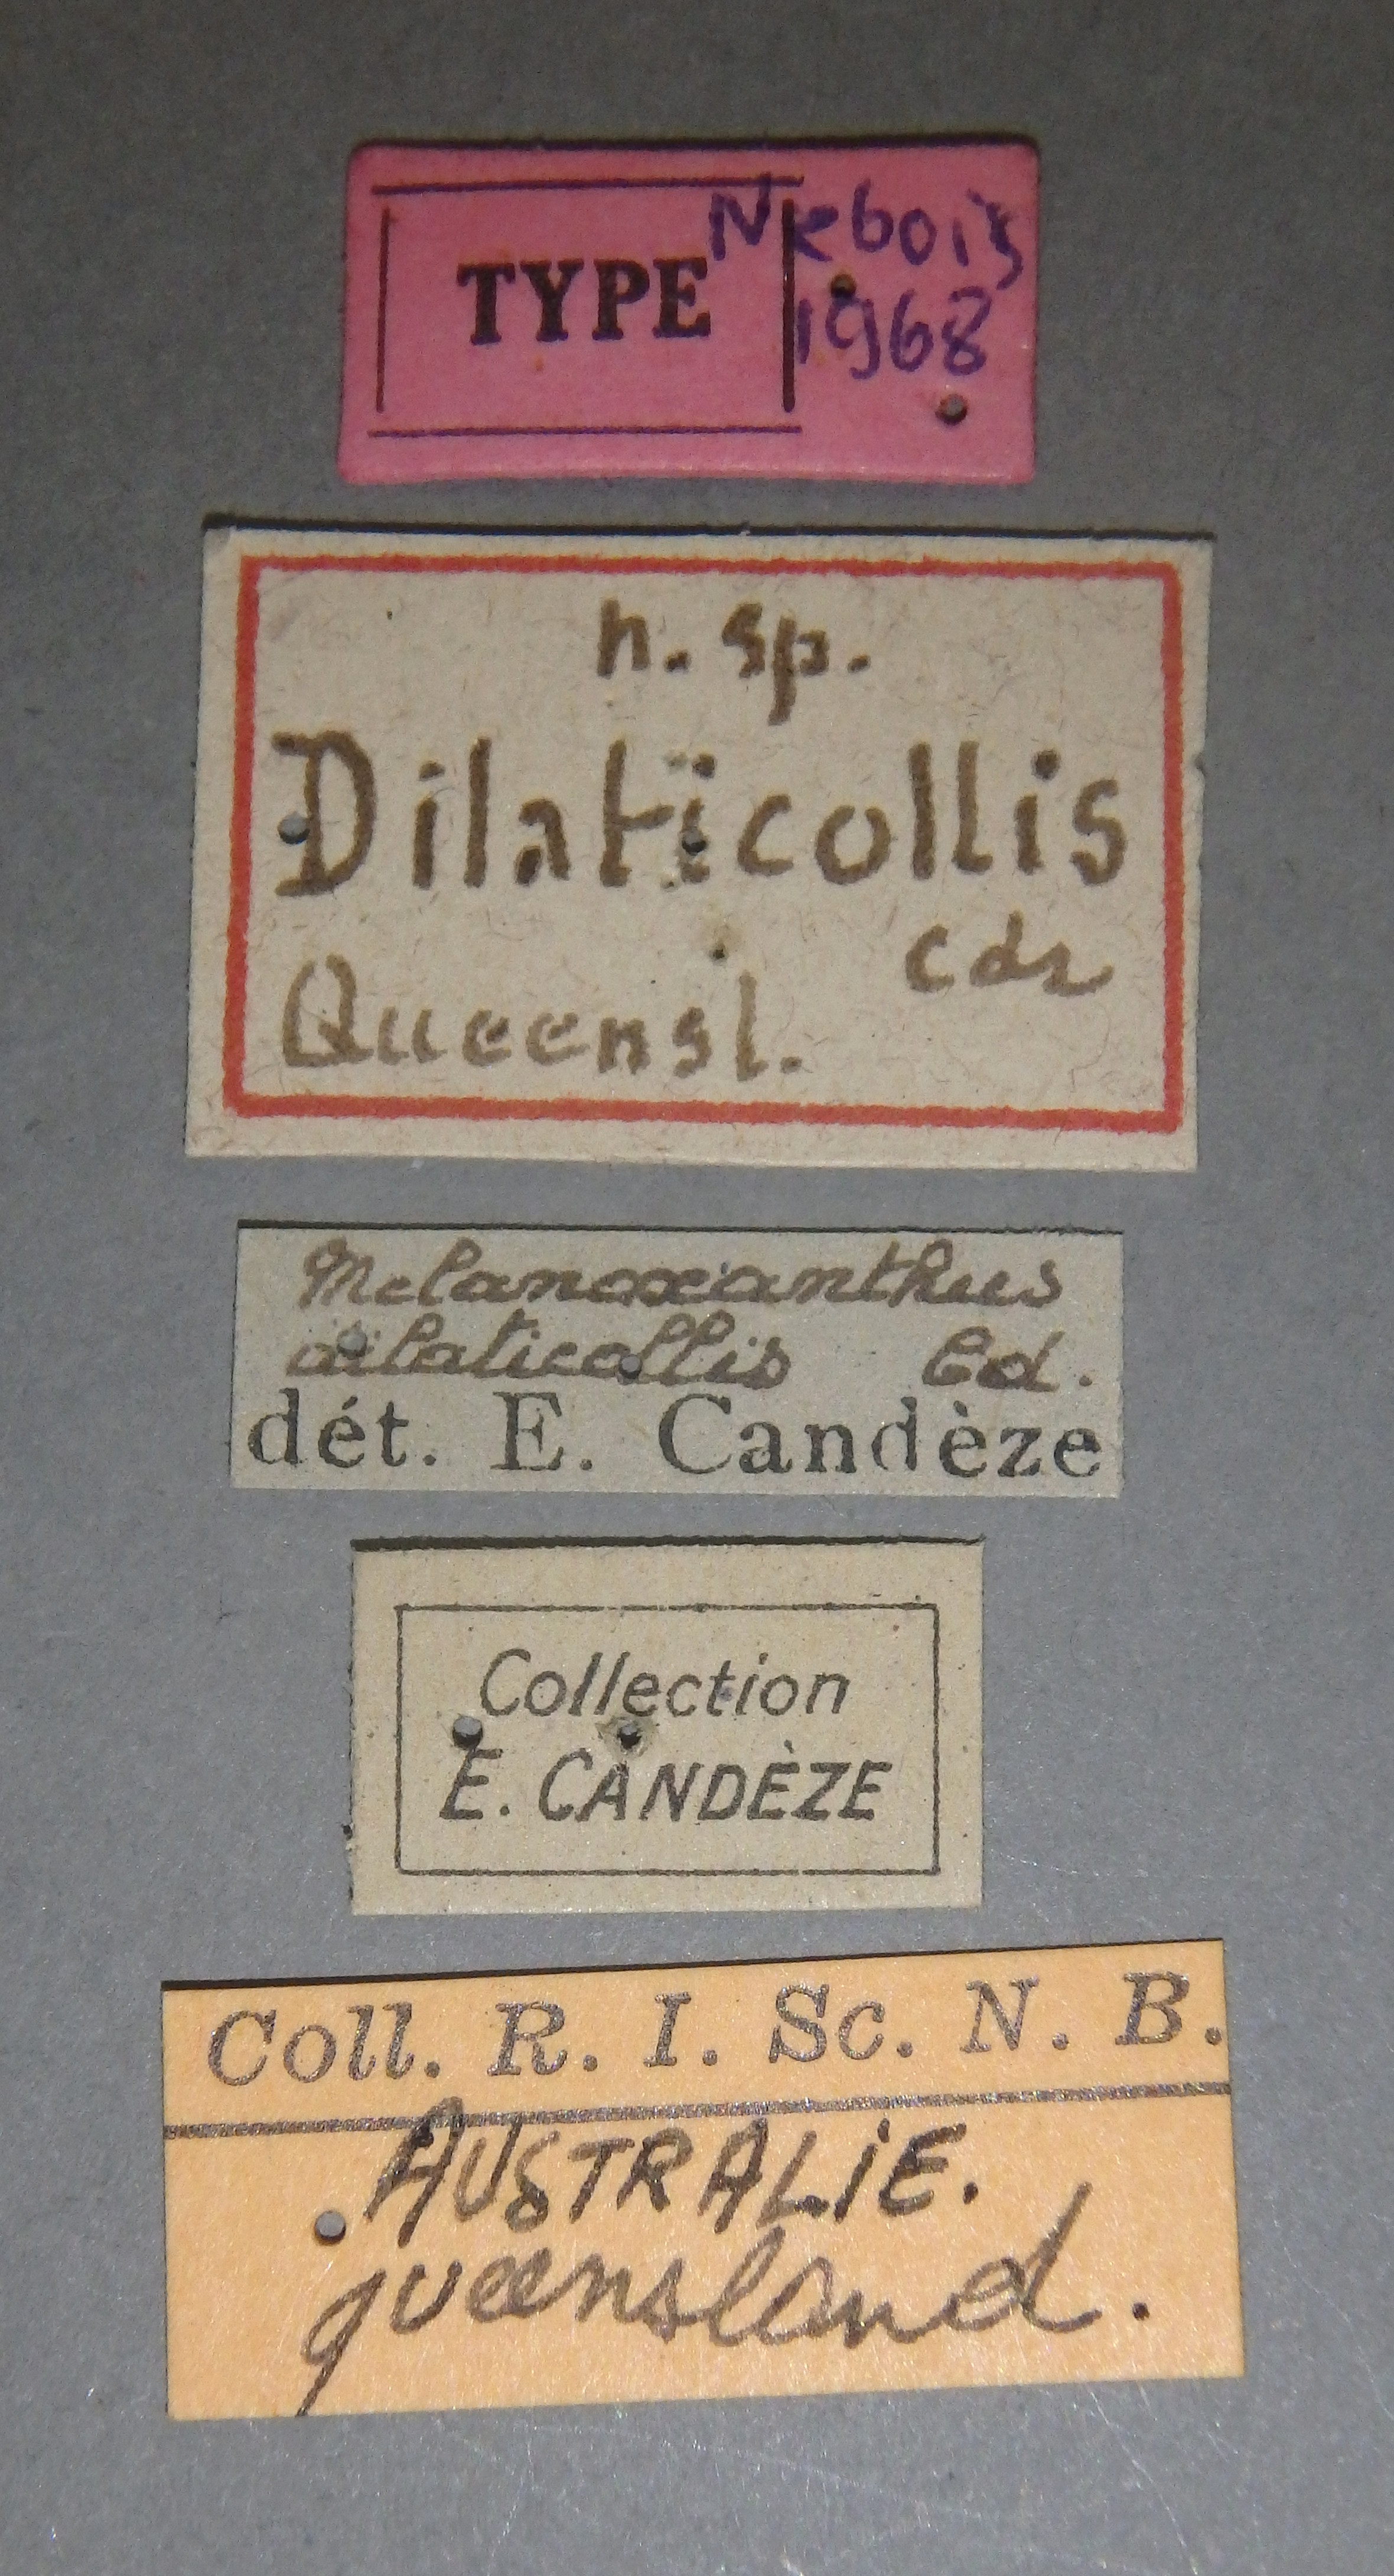 TYPE Neboiss
1968
n. sp.
Dilaticollis
cdz
Queensl.
Melanoxanthus
dilaticollis Cd.
dét. E. Candèze
Collection
E. CANDÈZE
Coll. R. I. Sc. N. B.
AUSTRALIE.
queensland.